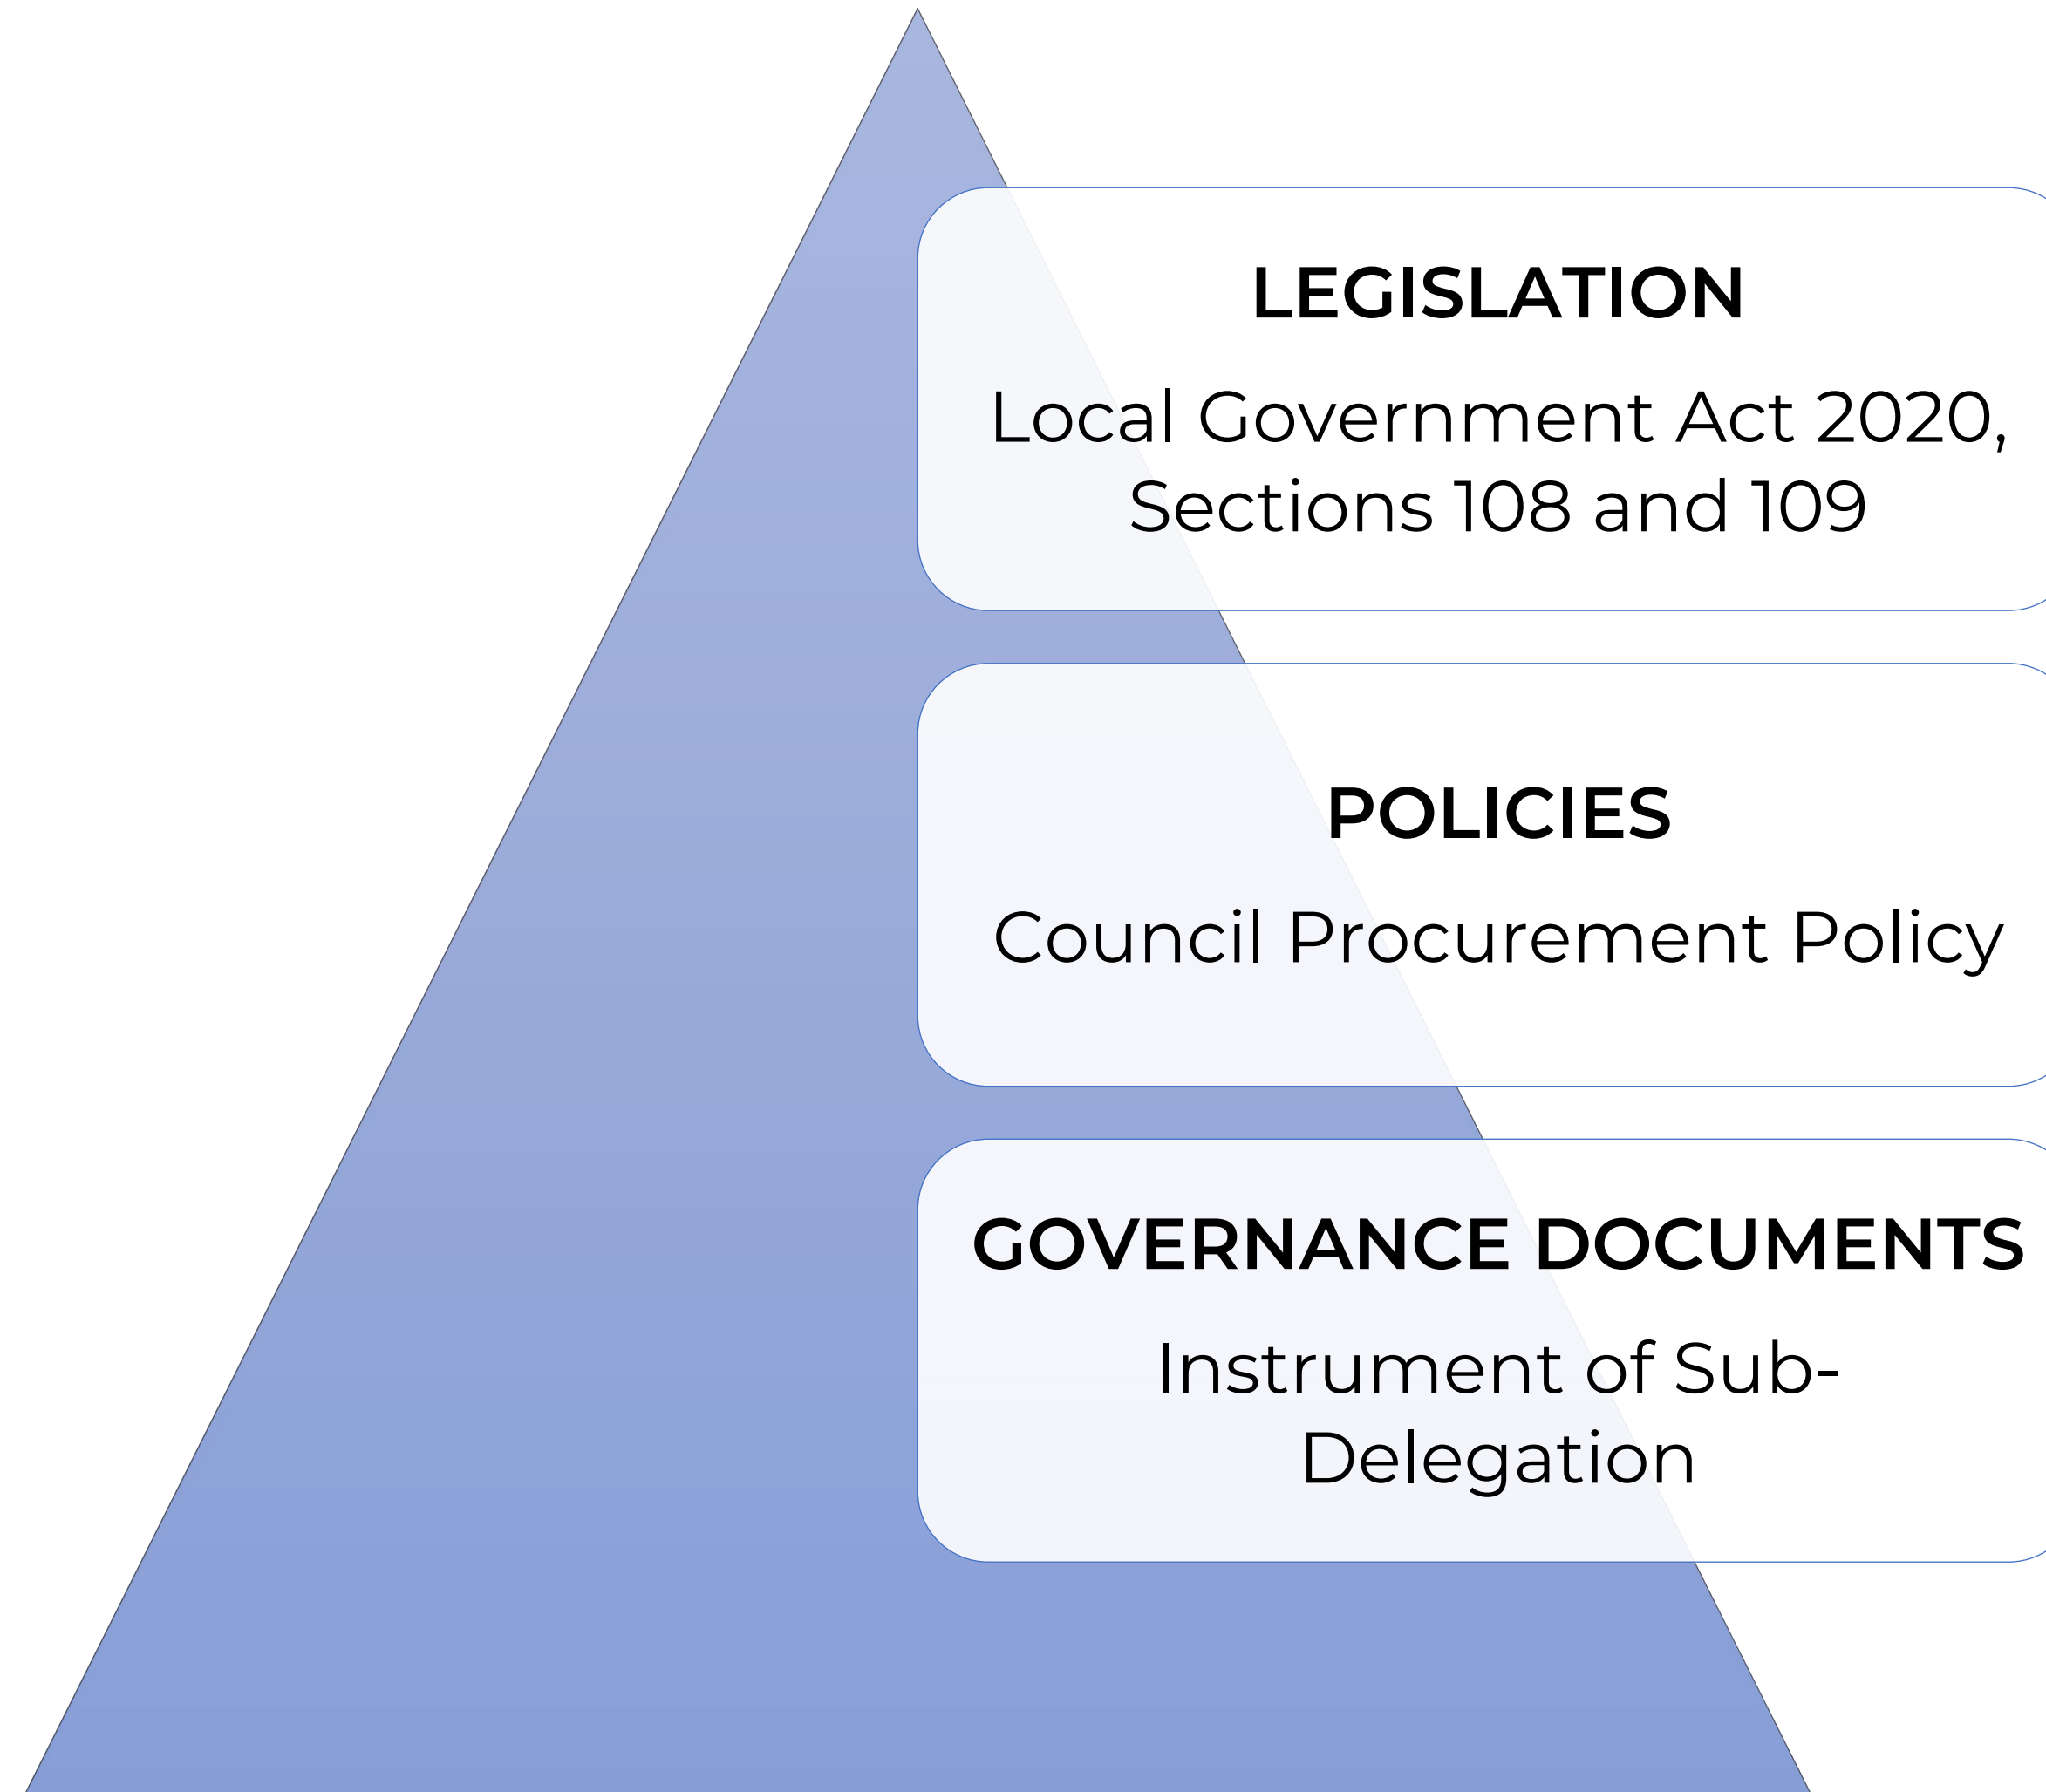 LEGISLATION
Local Government Act 2020,
Sections 108 and 109
POLICIES
Council Procurement Policy
GOVERNANCE DOCUMENTS
Instrument of Sub-
Delegation